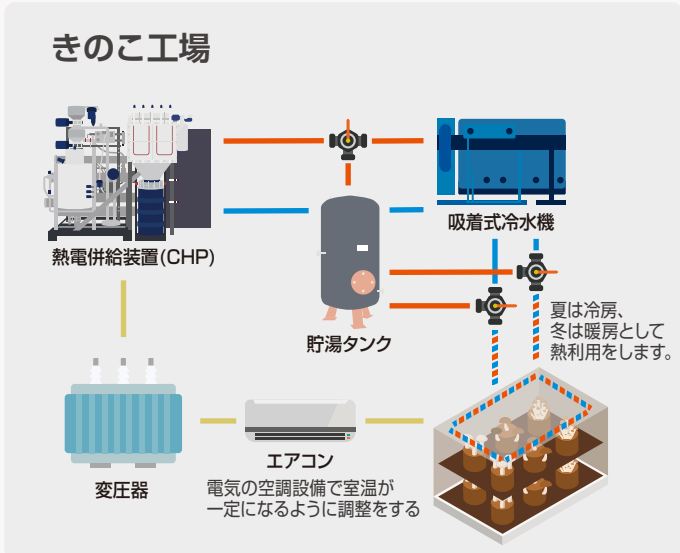 きのこ工場
熱電併給装置(CHP)
吸着式冷水機
貯湯タンク
夏は冷房、
冬は暖房として
熱利用をします。
変圧器
エアコン
電気の空調設備で室温が
一定になるように調整をする